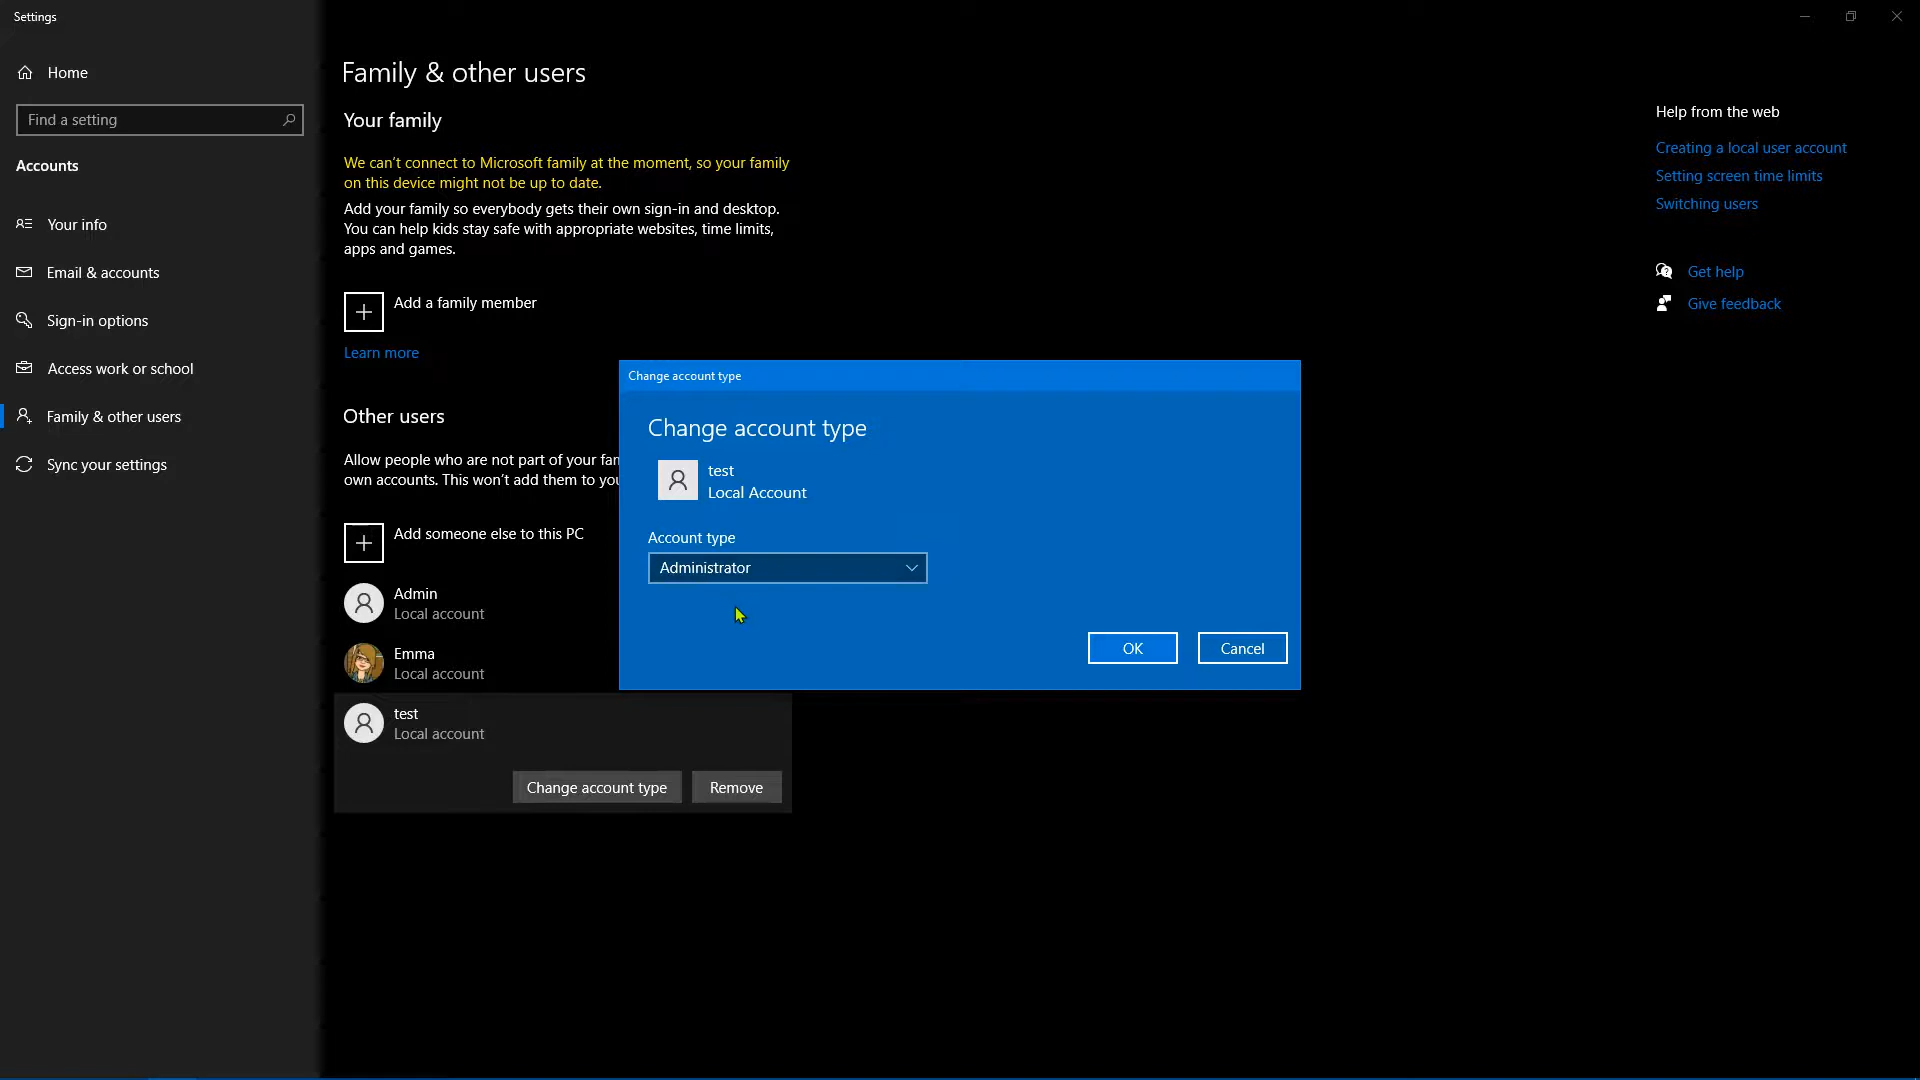 Settings
Home
Find a setting
Accounts
Your info
Email & accounts
Sign-in options
Access work or school
Family & other users
Sync your settings
Family & other users
Your family
We can't connect to Microsoft family at the moment, so your family
on this device might not be up to date.
Add your family so everybody gets their own sign-in and desktop.
You can help kids stay safe with appropriate websites, time limits,
apps and games.
Add a family member
Learn more
Other users
Allow people who are not part of your
own accounts. This won't add them to
Add someone else to this PC
Admin
Local account
Emma
Local account
test
Local account
Change account type
Remove
Change account type
Change account type
test
Local Account
Account type
Administrator
OK
Cancel
Help from the web
Creating a local user account
Setting screen time limits
Switching users
Get help
Give feedback